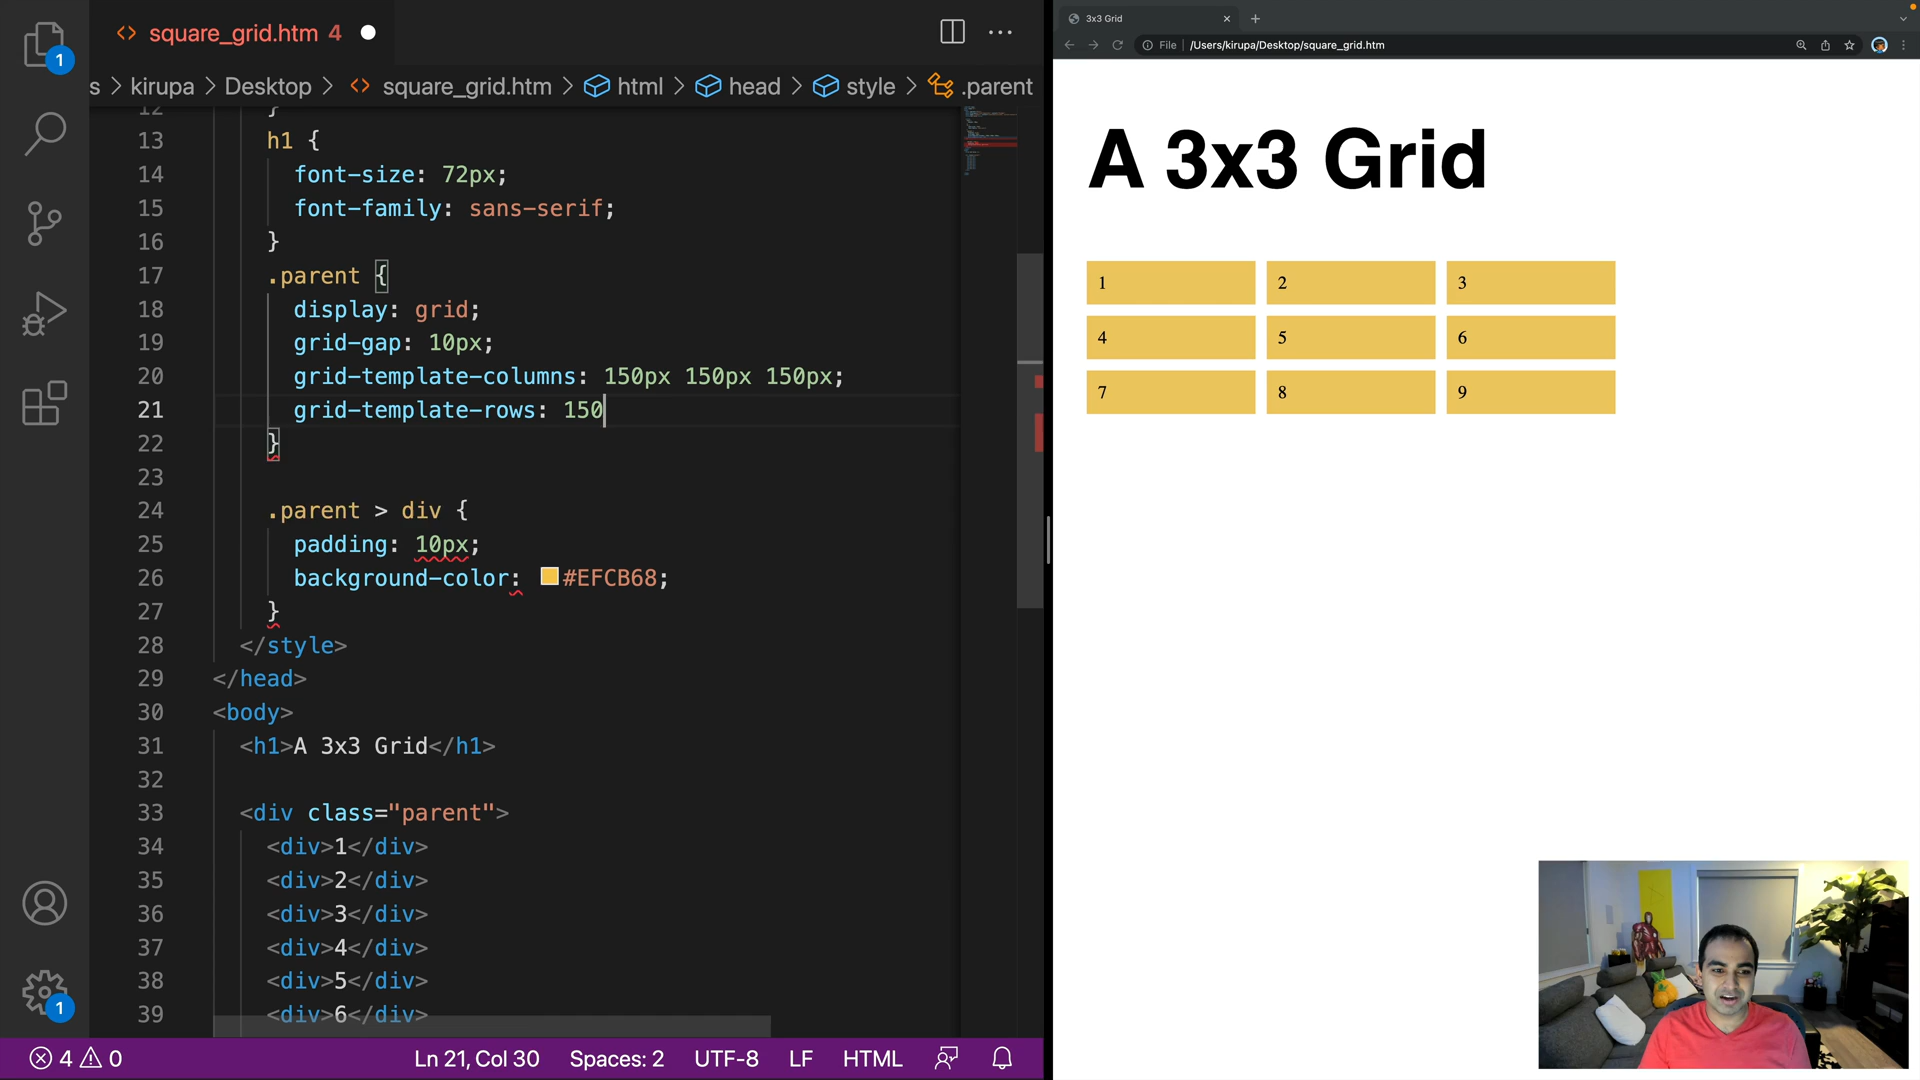 square_grid.htm 4
1
s > kirupa > Desktop > square_grid.htm > html > head > style > .parent
12 }
13 h1 {
14 font-size: 72px;
15 font-family: sans-serif;
16 }
17 .parent {
18 display: grid;
19 grid-gap: 10px;
20 grid-template-columns: 150px 150px 150px;
21 grid-template-rows: 150
22 }
23
24 .parent > div {
25 padding: 10px;
26 background-color: #EFCB68;
27 }
28 </style>
29 </head>
30 <body>
31 <h1>A 3x3 Grid</h1>
32
33 <div class="parent">
34 <div>1</div>
35 <div>2</div>
36 <div>3</div>
37 <div>4</div>
38 <div>5</div>
39 <div>6</div>
1
4 0 Ln 21, Col 30 Spaces: 2 UTF-8 LF HTML
3x3 Grid
File | /Users/kirupa/Desktop/square_grid.htm
A 3x3 Grid
1 2 3
4 5 6
7 8 9